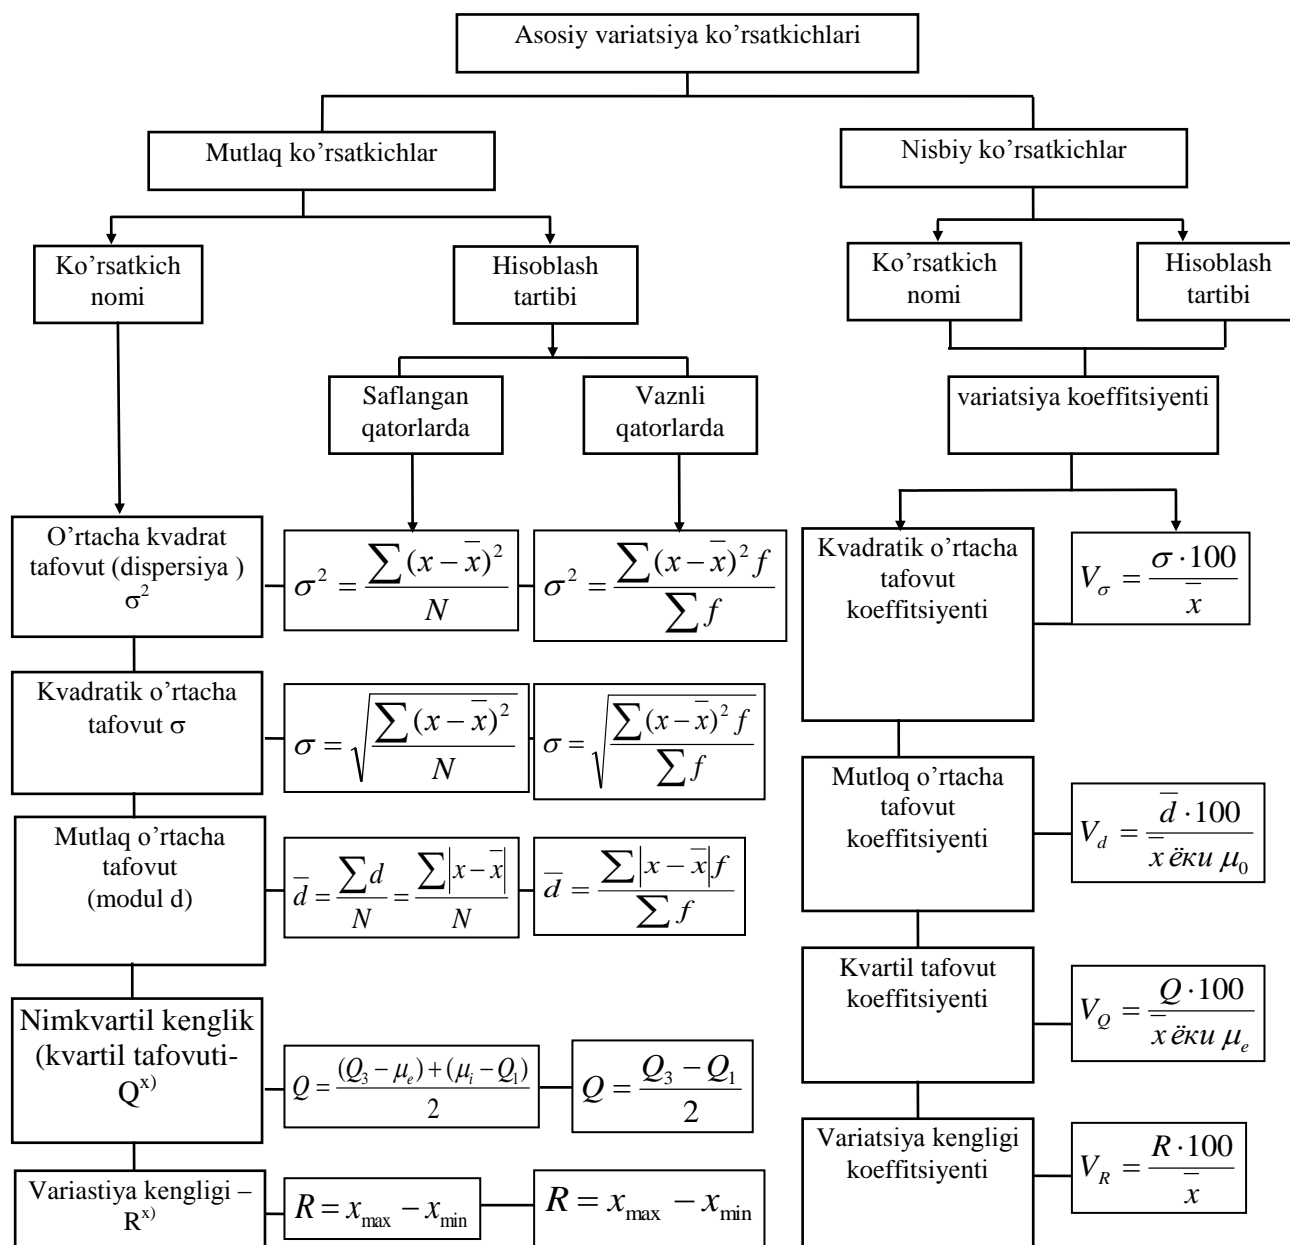 Asosiy variatsiya ko’rsatkichlari
Mutlaq ko’rsatkichlar
Nisbiy ko’rsatkichlar
Ko’rsatkich
nomi
Hisoblash
tartibi
Ko’rsatkich
nomi
Hisoblash
tartibi
Saflangan
qatorlarda
Vaznli
qatorlarda
variatsiya koeffitsiyenti
O’rtacha kvadrat
tafovut (dispersiya )
σ²
σ² = ∑(x − x̅)² / N
σ² = ∑(x − x̅)² f / ∑f
Kvadratik o’rtacha
tafovut σ
σ = √(∑(x − x̅)² / N)
σ = √(∑(x − x̅)² f / ∑f)
Mutlaq o’rtacha
tafovut
(modul d)
d̅ = ∑d / N = ∑|x − x̅| / N
d̅ = ∑|x − x̅| f / ∑f
Nimkvartil kenglik
(kvartil tafovuti-
Qˣ⁾
Q = ((Q₃ − μₑ) + (μᵢ − Q₁)) / 2
Q = (Q₃ − Q₁) / 2
Variastiya kengligi –
Rˣ⁾
R = x_max − x_min
R = x_max − x_min
Kvadratik o’rtacha
tafovut
koeffitsiyenti
V_σ = σ·100 / x̅
Mutloq o’rtacha
tafovut
koeffitsiyenti
V_d = d̅·100 / x̅ ёки μ₀
Kvartil tafovut
koeffitsiyenti
V_Q = Q·100 / x̅ ёки μₑ
Variatsiya kengligi
koeffitsiyenti
V_R = R·100 / x̅